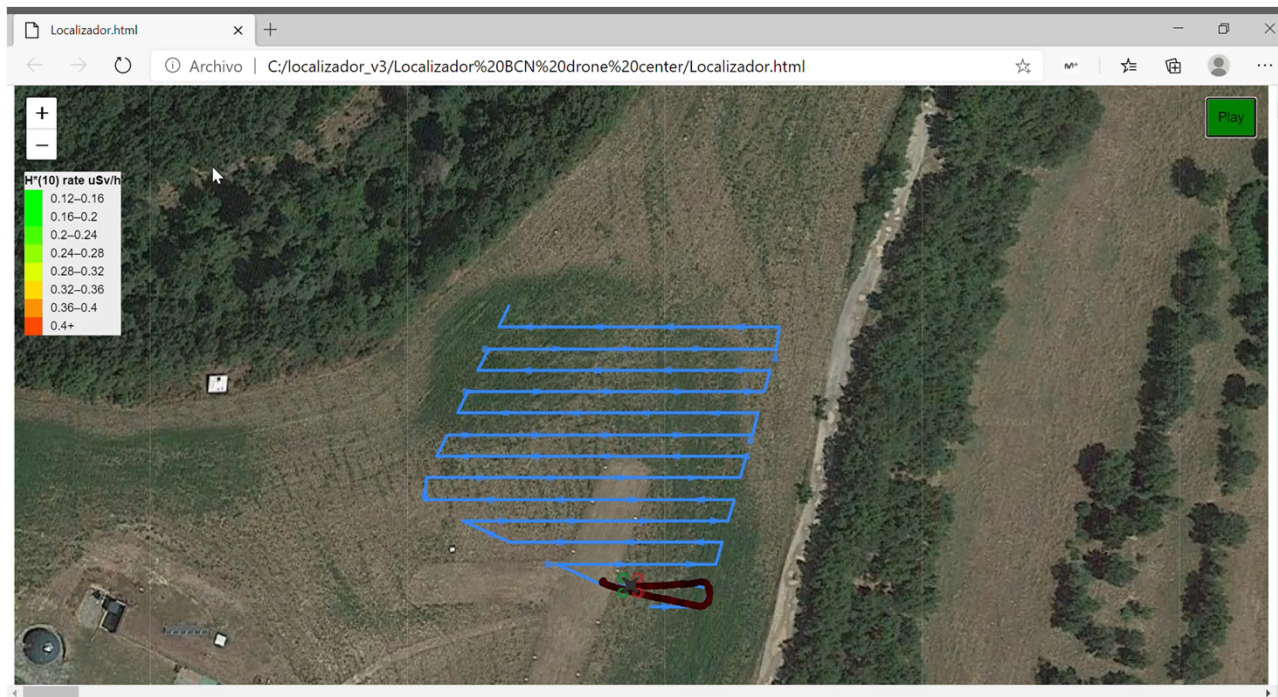 Localizador.html
Archivo | C:/localizador_v3/Localizador%20BCN%20drone%20center/Localizador.html
+
−
Play
H*(10) rate uSv/h
0.12–0.16
0.16–0.2
0.2–0.24
0.24–0.28
0.28–0.32
0.32–0.36
0.36–0.4
0.4+